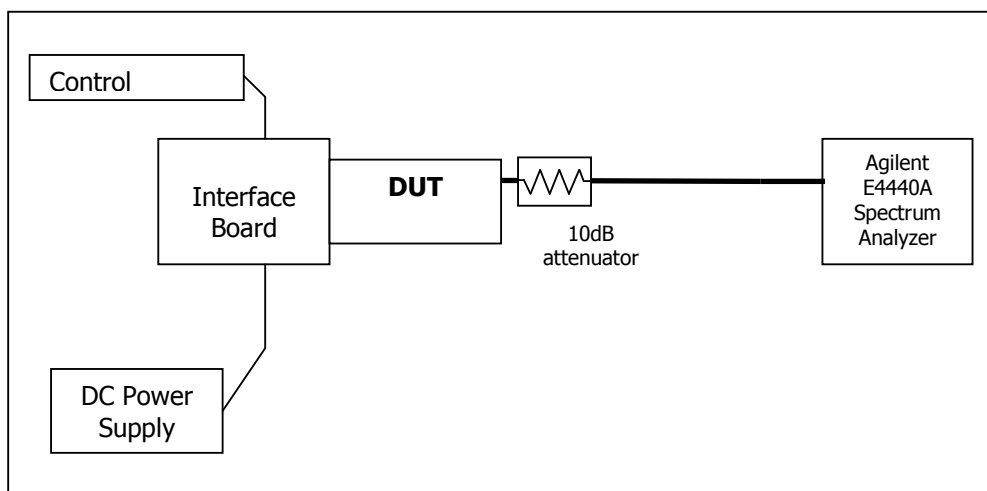 Control
Interface
Board
DUT
10dB
attenuator
Agilent
E4440A
Spectrum
Analyzer
DC Power
Supply